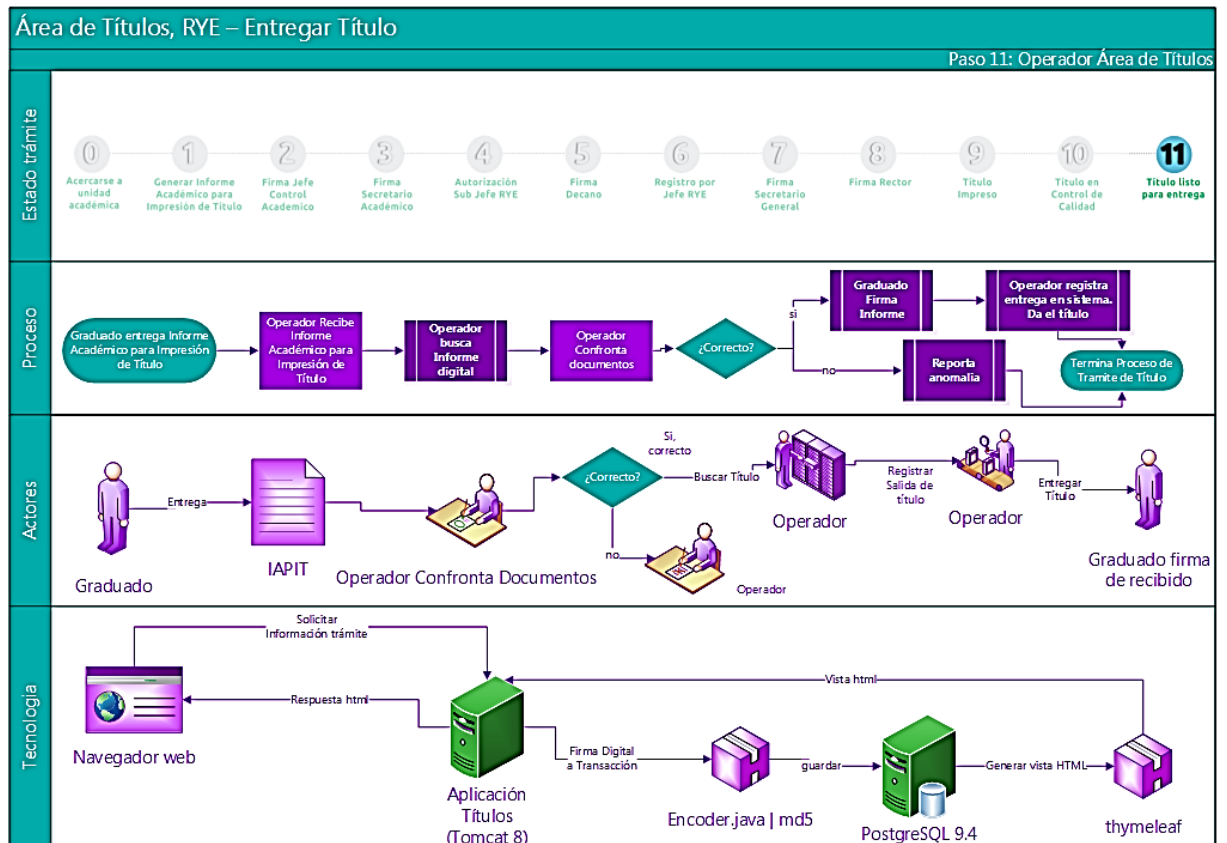 Área de Títulos, RYE – Entregar Título
Paso 11: Operador Área de Títulos
Estado trámite
0
1
2
3
4
5
6
7
8
9
10
11
Acercarse a
unidad
académica
Generar Informe
Académico para
Impresión de Titulo
Firma Jefe
Control
Academico
Firma
Secretario
Académico
Autorización
Sub Jefe RYE
Firma
Decano
Registro por
Jefe RYE
Firma
Secretario
General
Firma Rector
Título
Impreso
Título en
Control de
Calidad
Título listo
para entrega
Proceso
Graduado entrega Informe
Académico para Impresión
de Título
Operador Recibe
Informe
Académico para
Impresión de
Título
Operador
busca
Informe
digital
Operador
Confronta
documentos
¿Correcto?
si
Graduado
Firma
Informe
Operador registra
entrega en sistema.
Da el título
no
Reporta
anomalia
Termina Proceso de
Tramite de Título
Actores
Graduado
Entrega
IAPIT
Operador Confronta Documentos
¿Correcto?
Si,
correcto
Buscar Título
no
Operador
Operador
Registrar
Salida de
título
Operador
Entregar
Título
Graduado firma
de recibido
Tecnologia
Solicitar
Información trámite
Respuesta html
Navegador web
Aplicación
Títulos
(Tomcat 8)
Firma Digital
a Transacción
Encoder.java | md5
guardar
PostgreSQL 9.4
Generar vista HTML
thymeleaf
Vista html